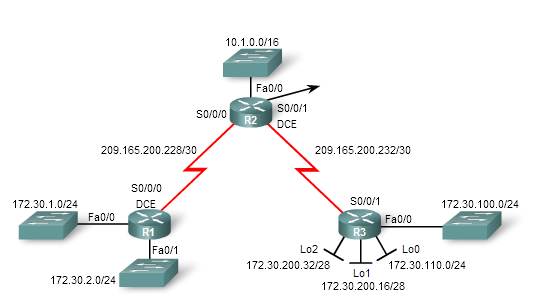 10.1.0.0/16
Fa0/0
S0/0/0
S0/0/1
R2
DCE
209.165.200.228/30
209.165.200.232/30
S0/0/0
DCE
172.30.1.0/24
Fa0/0
R1
Fa0/1
172.30.2.0/24
S0/0/1
172.30.100.0/24
Fa0/0
R3
Lo2
Lo0
172.30.200.32/28
172.30.110.0/24
Lo1
172.30.200.16/28